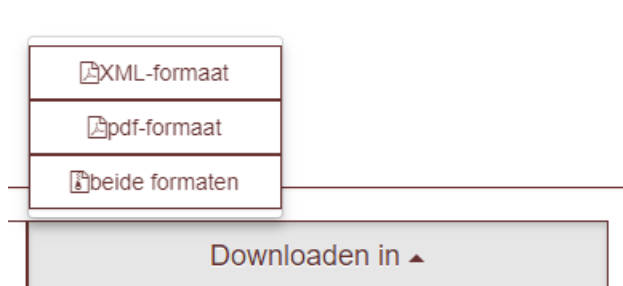 XML-formaat
pdf-formaat
beide formaten
Downloaden in